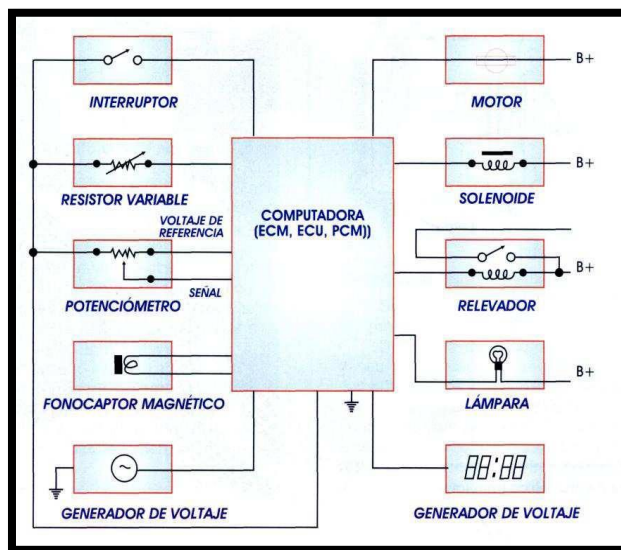 INTERRUPTOR
RESISTOR VARIABLE
VOLTAJE DE
REFERENCIA
SEÑAL
POTENCIÓMETRO
FONOCAPTOR MAGNÉTICO
GENERADOR DE VOLTAJE
COMPUTADORA
(ECM, ECU, PCM))
B+
MOTOR
B+
SOLENOIDE
B+
RELEVADOR
B+
LÁMPARA
88:88
GENERADOR DE VOLTAJE